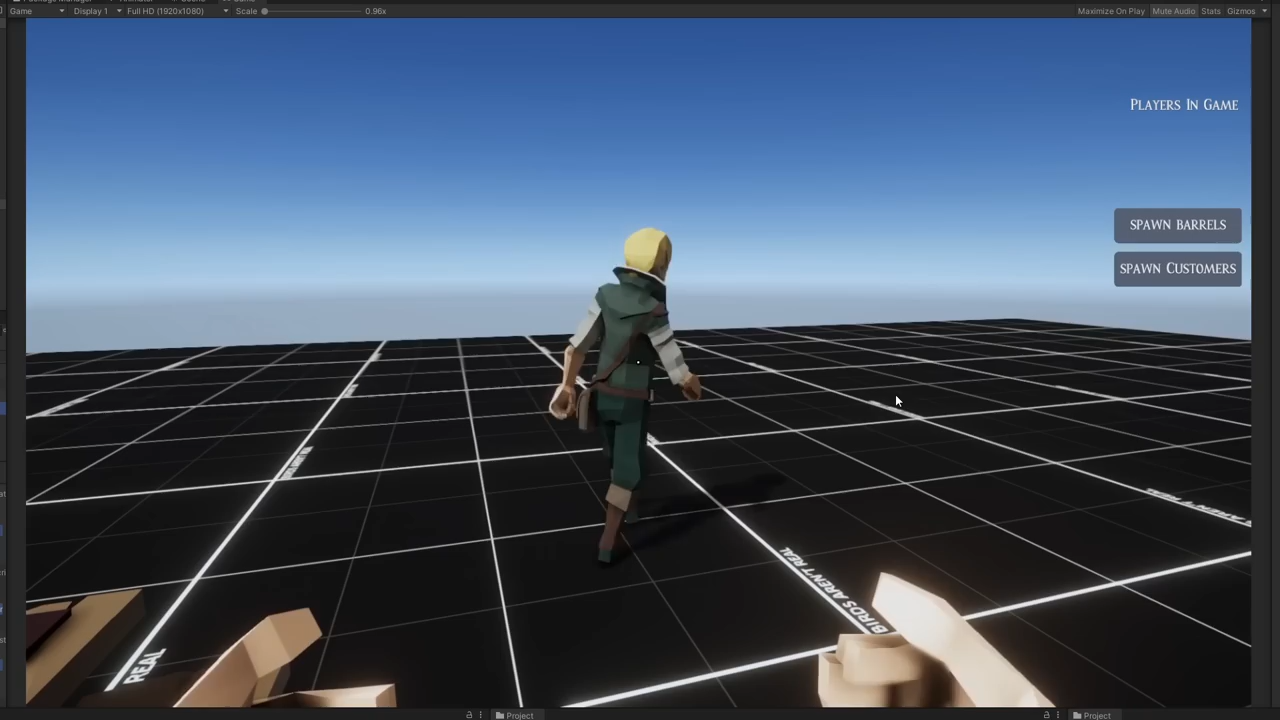 Game
Display 1
Full HD (1920x1080)
Scale
0.96x
Maximize On Play
Mute Audio
Stats
Gizmos
Players In Game
SPAWN BARRELS
SPAWN Customers
BIRDS AREN'T REAL
REAL
Project
Project